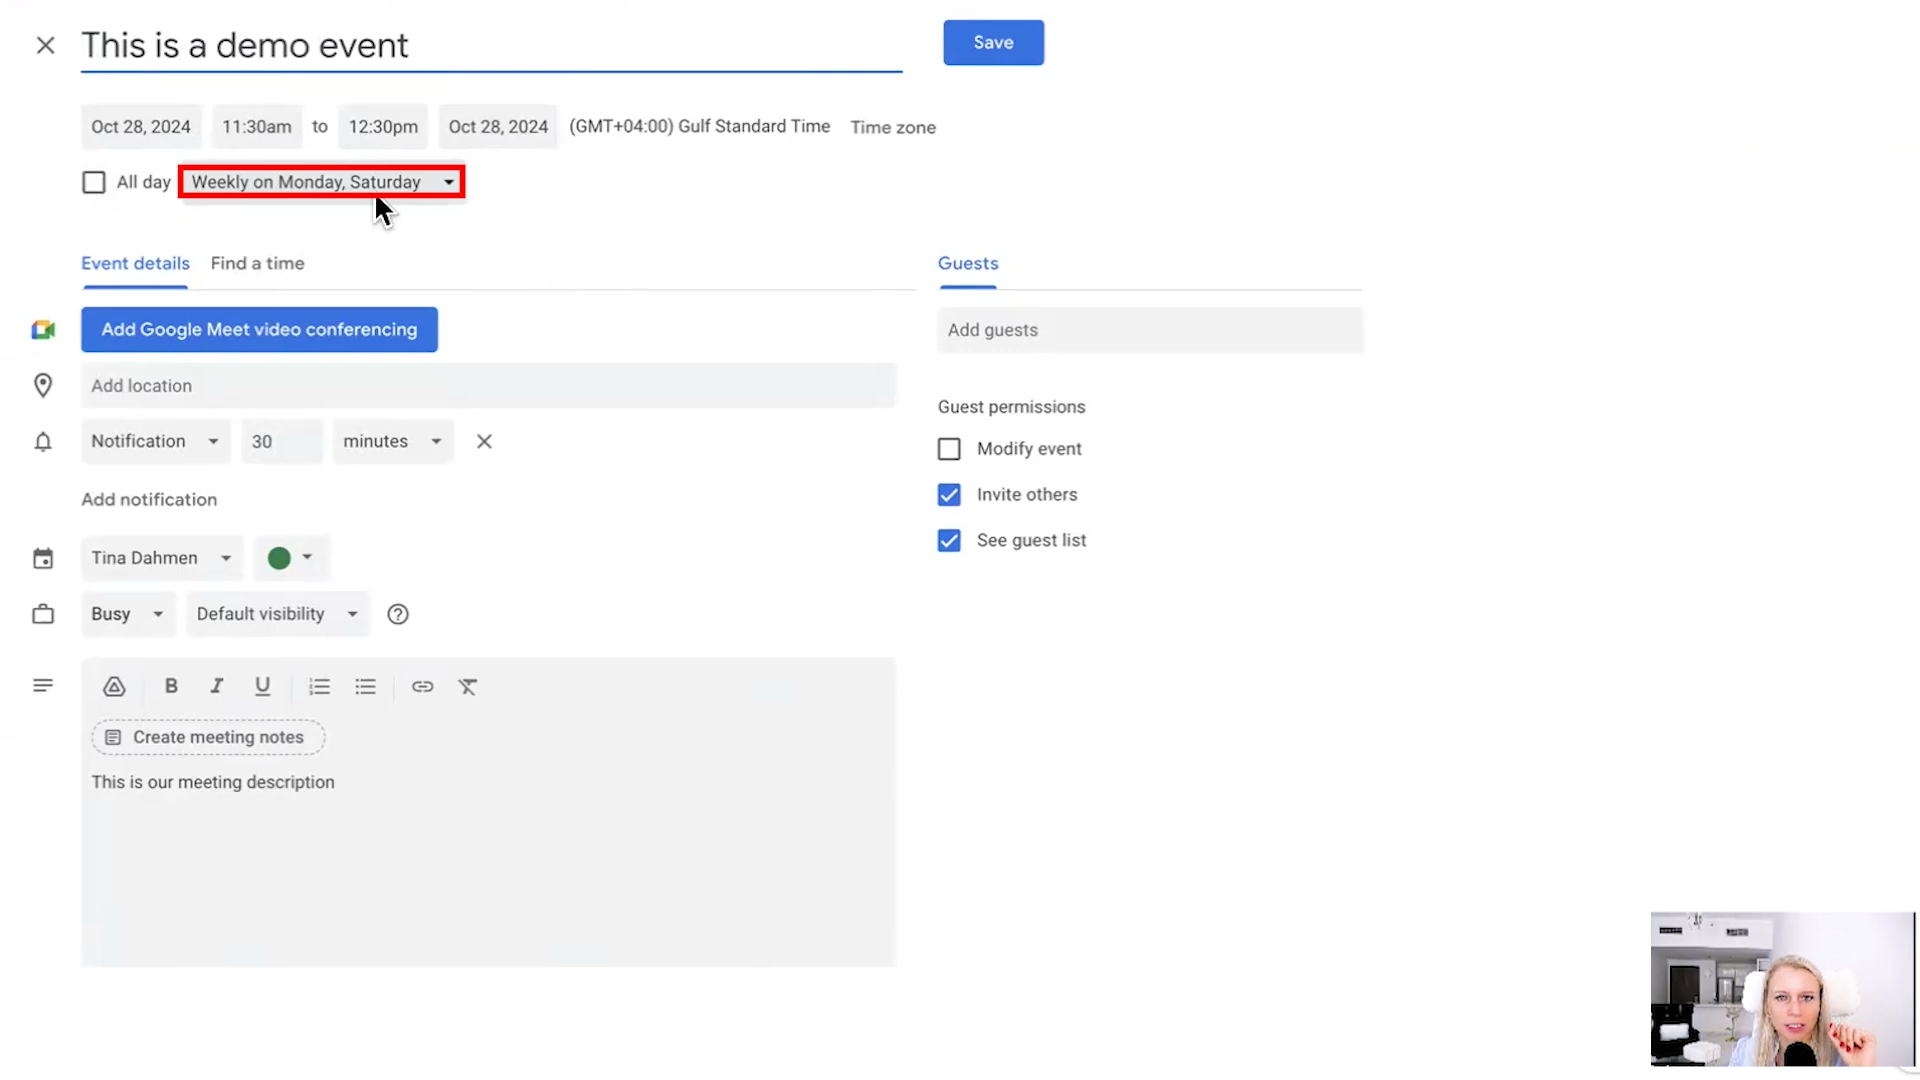 This is a demo event
Save
Oct 28, 2024 11:30am to 12:30pm Oct 28, 2024 (GMT+04:00) Gulf Standard Time Time zone
All day Weekly on Monday, Saturday
Event details Find a time
Guests
Add Google Meet video conferencing
Add guests
Add location
Guest permissions
Notification 30 minutes
Modify event
Invite others
Add notification
See guest list
Tina Dahmen
Busy Default visibility
B I U
Create meeting notes
This is our meeting description